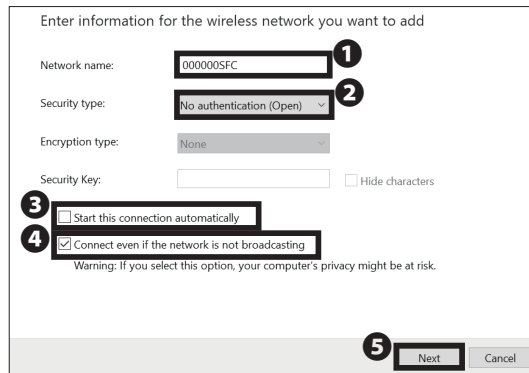 Enter information for the wireless network you want to add
Network name: 000000SFC 1
Security type: No authentication (Open) 2
Encryption type: None
Security Key: Hide characters
3 Start this connection automatically
4 Connect even if the network is not broadcasting
Warning: If you select this option, your computer's privacy might be at risk.
5 Next Cancel